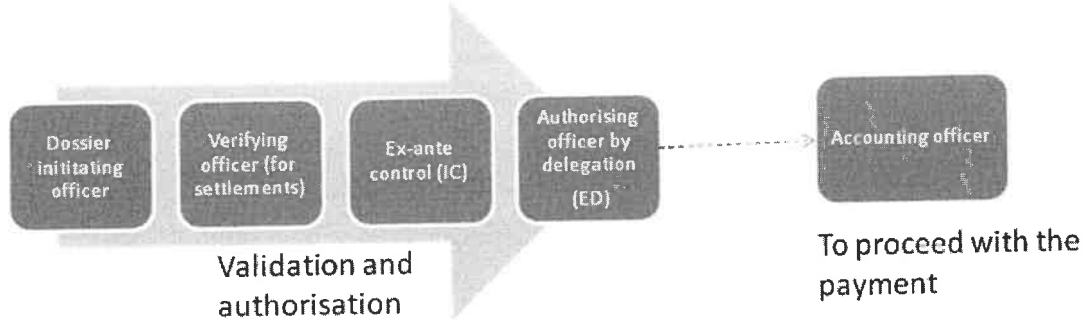 Dossier
inititating
officer
Verifying
officer (for
settlements)
Ex-ante
control (IC)
Authorising
officer by
delegation
(ED)
Accounting officer
Validation and
authorisation
To proceed with the
payment